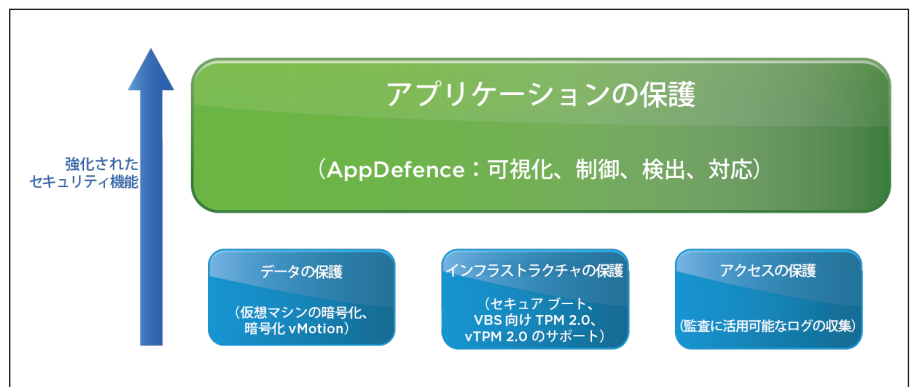 アプリケーションの保護
（AppDefence：可視化、制御、検出、対応）
強化された
セキュリティ機能
データの保護
（仮想マシンの暗号化、
暗号化 vMotion）
インフラストラクチャの保護
（セキュア ブート、
VBS 向け TPM 2.0、
vTPM 2.0 のサポート）
アクセスの保護
（監査に活用可能なログの収集）